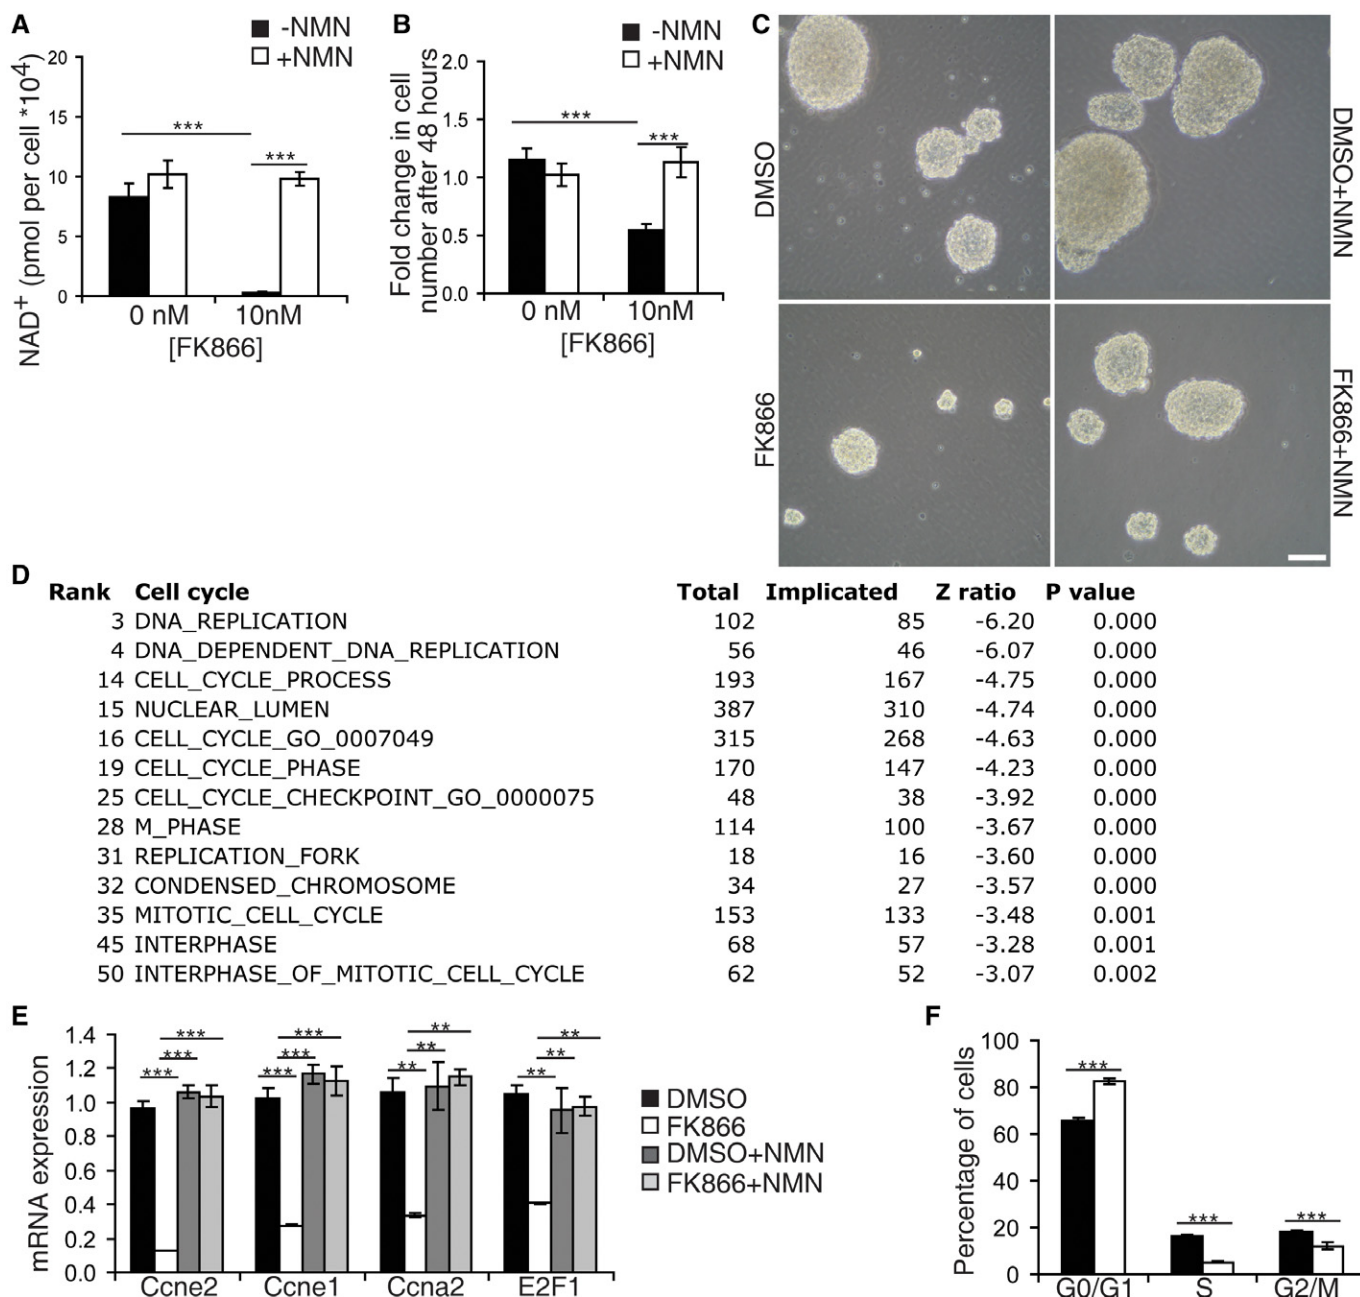 A
-NMN
+NMN
NAD+ (pmol per cell *10⁴)
20
15
10
5
0
***
***
0 nM 10nM
[FK866]
B
-NMN
+NMN
Fold change in cell
number after 48 hours
2.0
1.5
1.0
0.5
0.0
***
***
0 nM 10nM
[FK866]
C
DMSO
DMSO+NMN
FK866
FK866+NMN
D
Rank Cell cycle Total Implicated Z ratio P value
3 DNA_REPLICATION 102 85 -6.20 0.000
4 DNA_DEPENDENT_DNA_REPLICATION 56 46 -6.07 0.000
14 CELL_CYCLE_PROCESS 193 167 -4.75 0.000
15 NUCLEAR_LUMEN 387 310 -4.74 0.000
16 CELL_CYCLE_GO_0007049 315 268 -4.63 0.000
19 CELL_CYCLE_PHASE 170 147 -4.23 0.000
25 CELL_CYCLE_CHECKPOINT_GO_0000075 48 38 -3.92 0.000
28 M_PHASE 114 100 -3.67 0.000
31 REPLICATION_FORK 18 16 -3.60 0.000
32 CONDENSED_CHROMOSOME 34 27 -3.57 0.000
35 MITOTIC_CELL_CYCLE 153 133 -3.48 0.001
45 INTERPHASE 68 57 -3.28 0.001
50 INTERPHASE_OF_MITOTIC_CELL_CYCLE 62 52 -3.07 0.002
E
mRNA expression
1.4
1.2
1.0
0.8
0.6
0.4
0.2
0.0
*** *** ** **
*** *** ** **
*** *** ** **
Ccne2 Ccne1 Ccna2 E2F1
DMSO
FK866
DMSO+NMN
FK866+NMN
F
Percentage of cells
100
80
60
40
20
0
*** *** ***
G0/G1 S G2/M